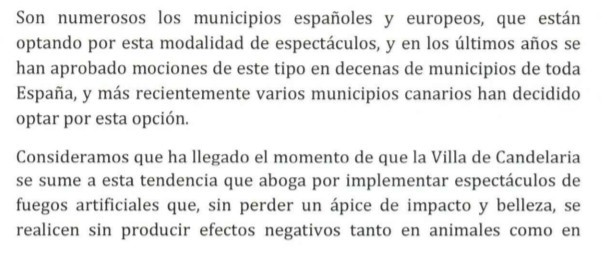 Son numerosos los municipios españoles y europeos, que están
optando por esta modalidad de espectáculos, y en los últimos años se
han aprobado mociones de este tipo en decenas de municipios de toda
España, y más recientemente varios municipios canarios han decidido
optar por esta opción.
Consideramos que ha llegado el momento de que la Villa de Candelaria
se sume a esta tendencia que aboga por implementar espectáculos de
fuegos artificiales que, sin perder un ápice de impacto y belleza, se
realicen sin producir efectos negativos tanto en animales como en